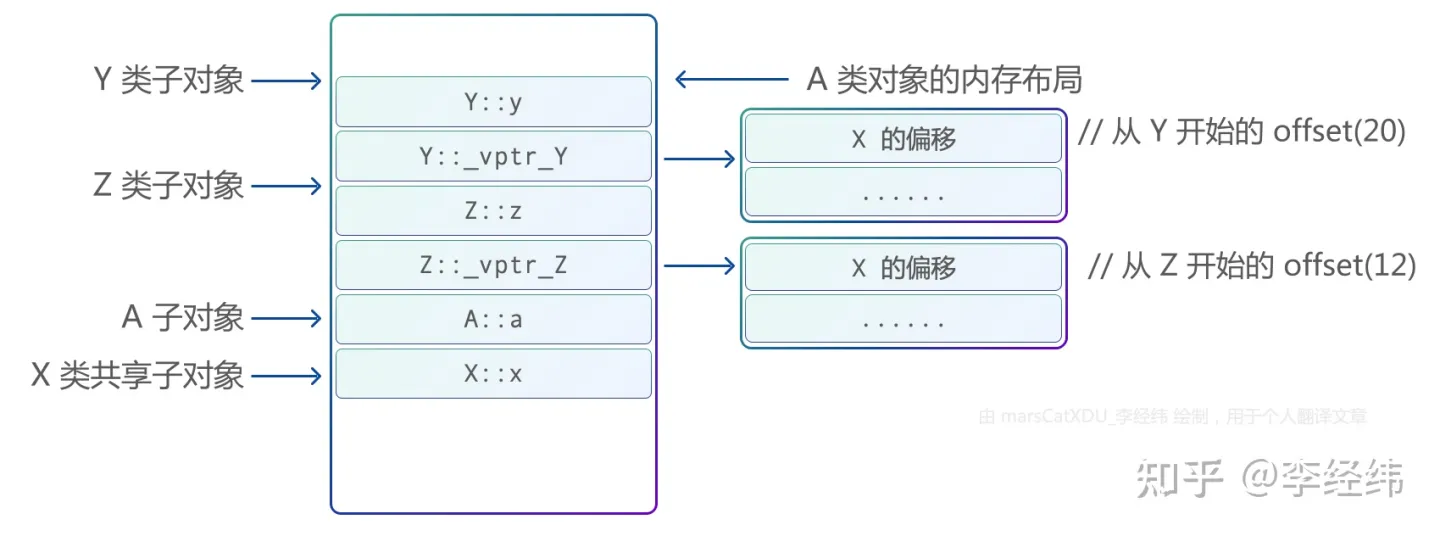 Y 类子对象
A 类对象的内存布局
Y::y
X 的偏移
// 从 Y 开始的 offset(20)
Y::_vptr_Y
......
Z 类子对象
Z::z
Z::_vptr_Z
X 的偏移
// 从 Z 开始的 offset(12)
......
A 子对象
A::a
X 类共享子对象
X::x
由 marsCatXDU_李经纬 绘制，用于个人翻译文章
知乎 @李经纬